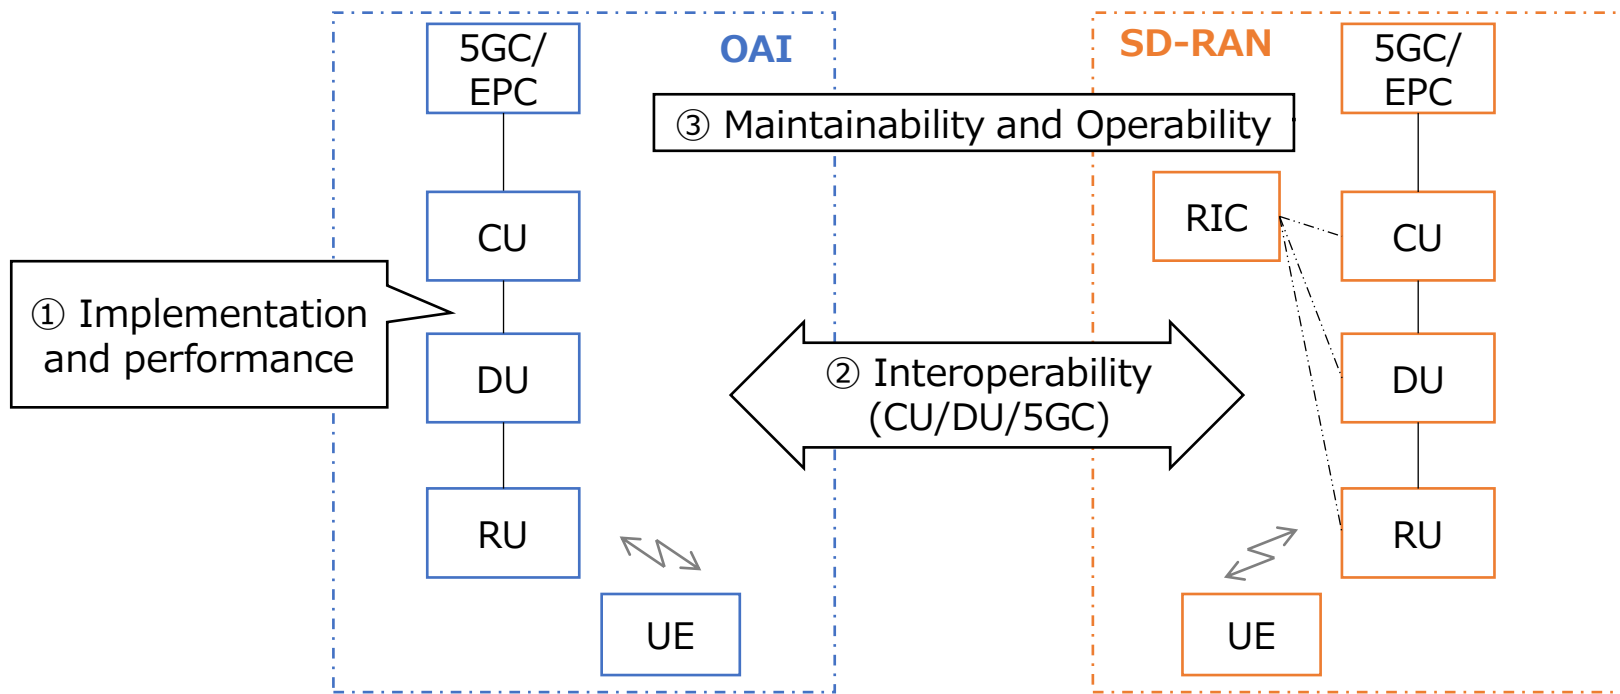 OAI
5GC/
EPC
CU
DU
RU
UE
① Implementation
and performance
② Interoperability
(CU/DU/5GC)
③ Maintainability and Operability
SD-RAN
5GC/
EPC
RIC
CU
DU
RU
UE